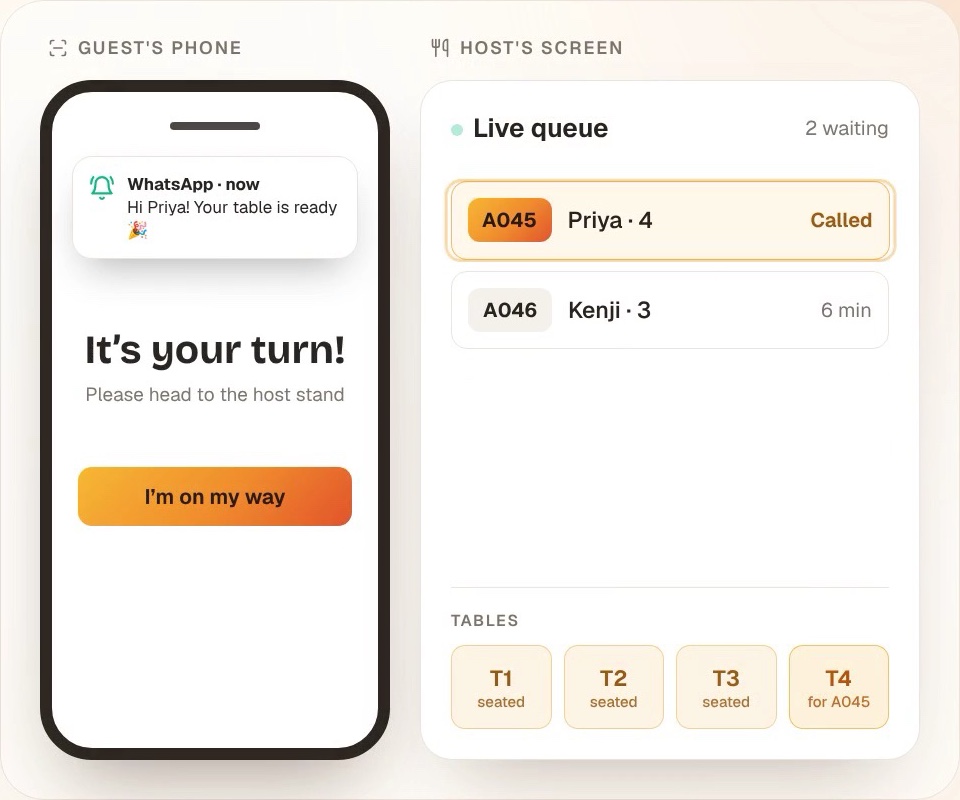 GUEST'S PHONE
WhatsApp · now
Hi Priya! Your table is ready
🎉
It’s your turn!
Please head to the host stand
I’m on my way
HOST'S SCREEN
Live queue
2 waiting
A045
Priya · 4
Called
A046
Kenji · 3
6 min
TABLES
T1
seated
T2
seated
T3
seated
T4
for A045